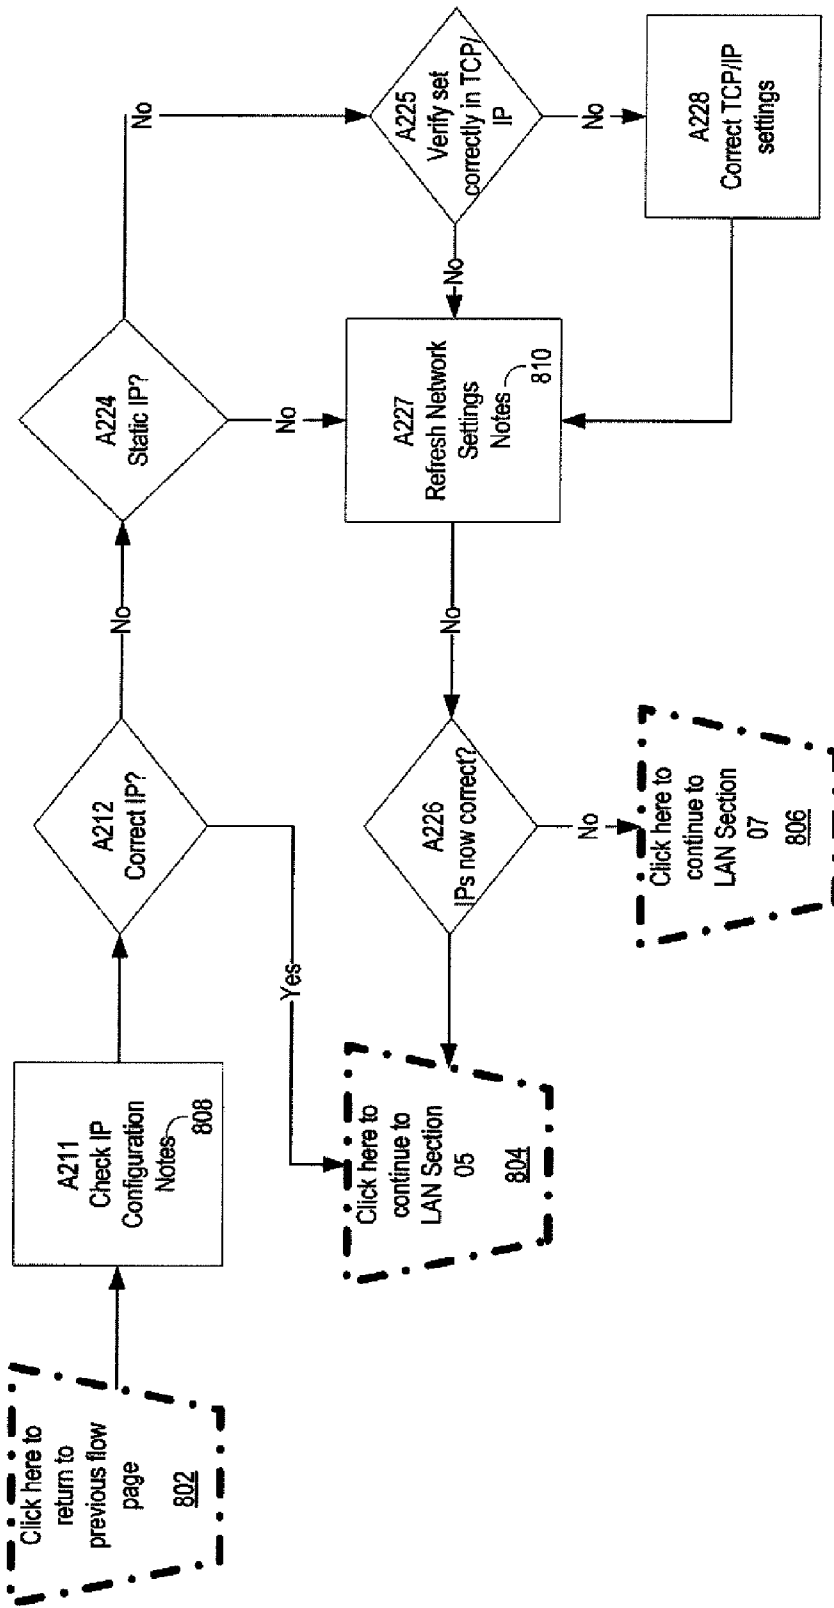 Click here to
return to
previous flow
page
802
A211
Check IP
Configuration
Notes
808
A212
Correct IP?
No
Yes
A224
Static IP?
No
No
A225
Verify set
correctly in TCP/
IP
No
No
A228
Correct TCP/IP
settings
A227
Refresh Network
Settings
Notes
810
No
A226
IPs now correct?
No
Click here to
continue to
LAN Section
05
804
Click here to
continue to
LAN Section
07
806